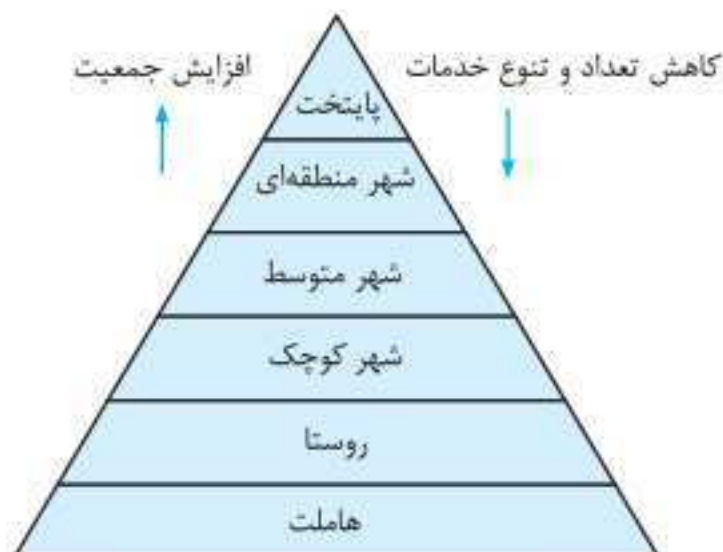 کاهش تعداد و تنوع خدمات
افزایش جمعیت
پایتخت
شهر منطقه‌ای
شهر متوسط
شهر کوچک
روستا
هاملت